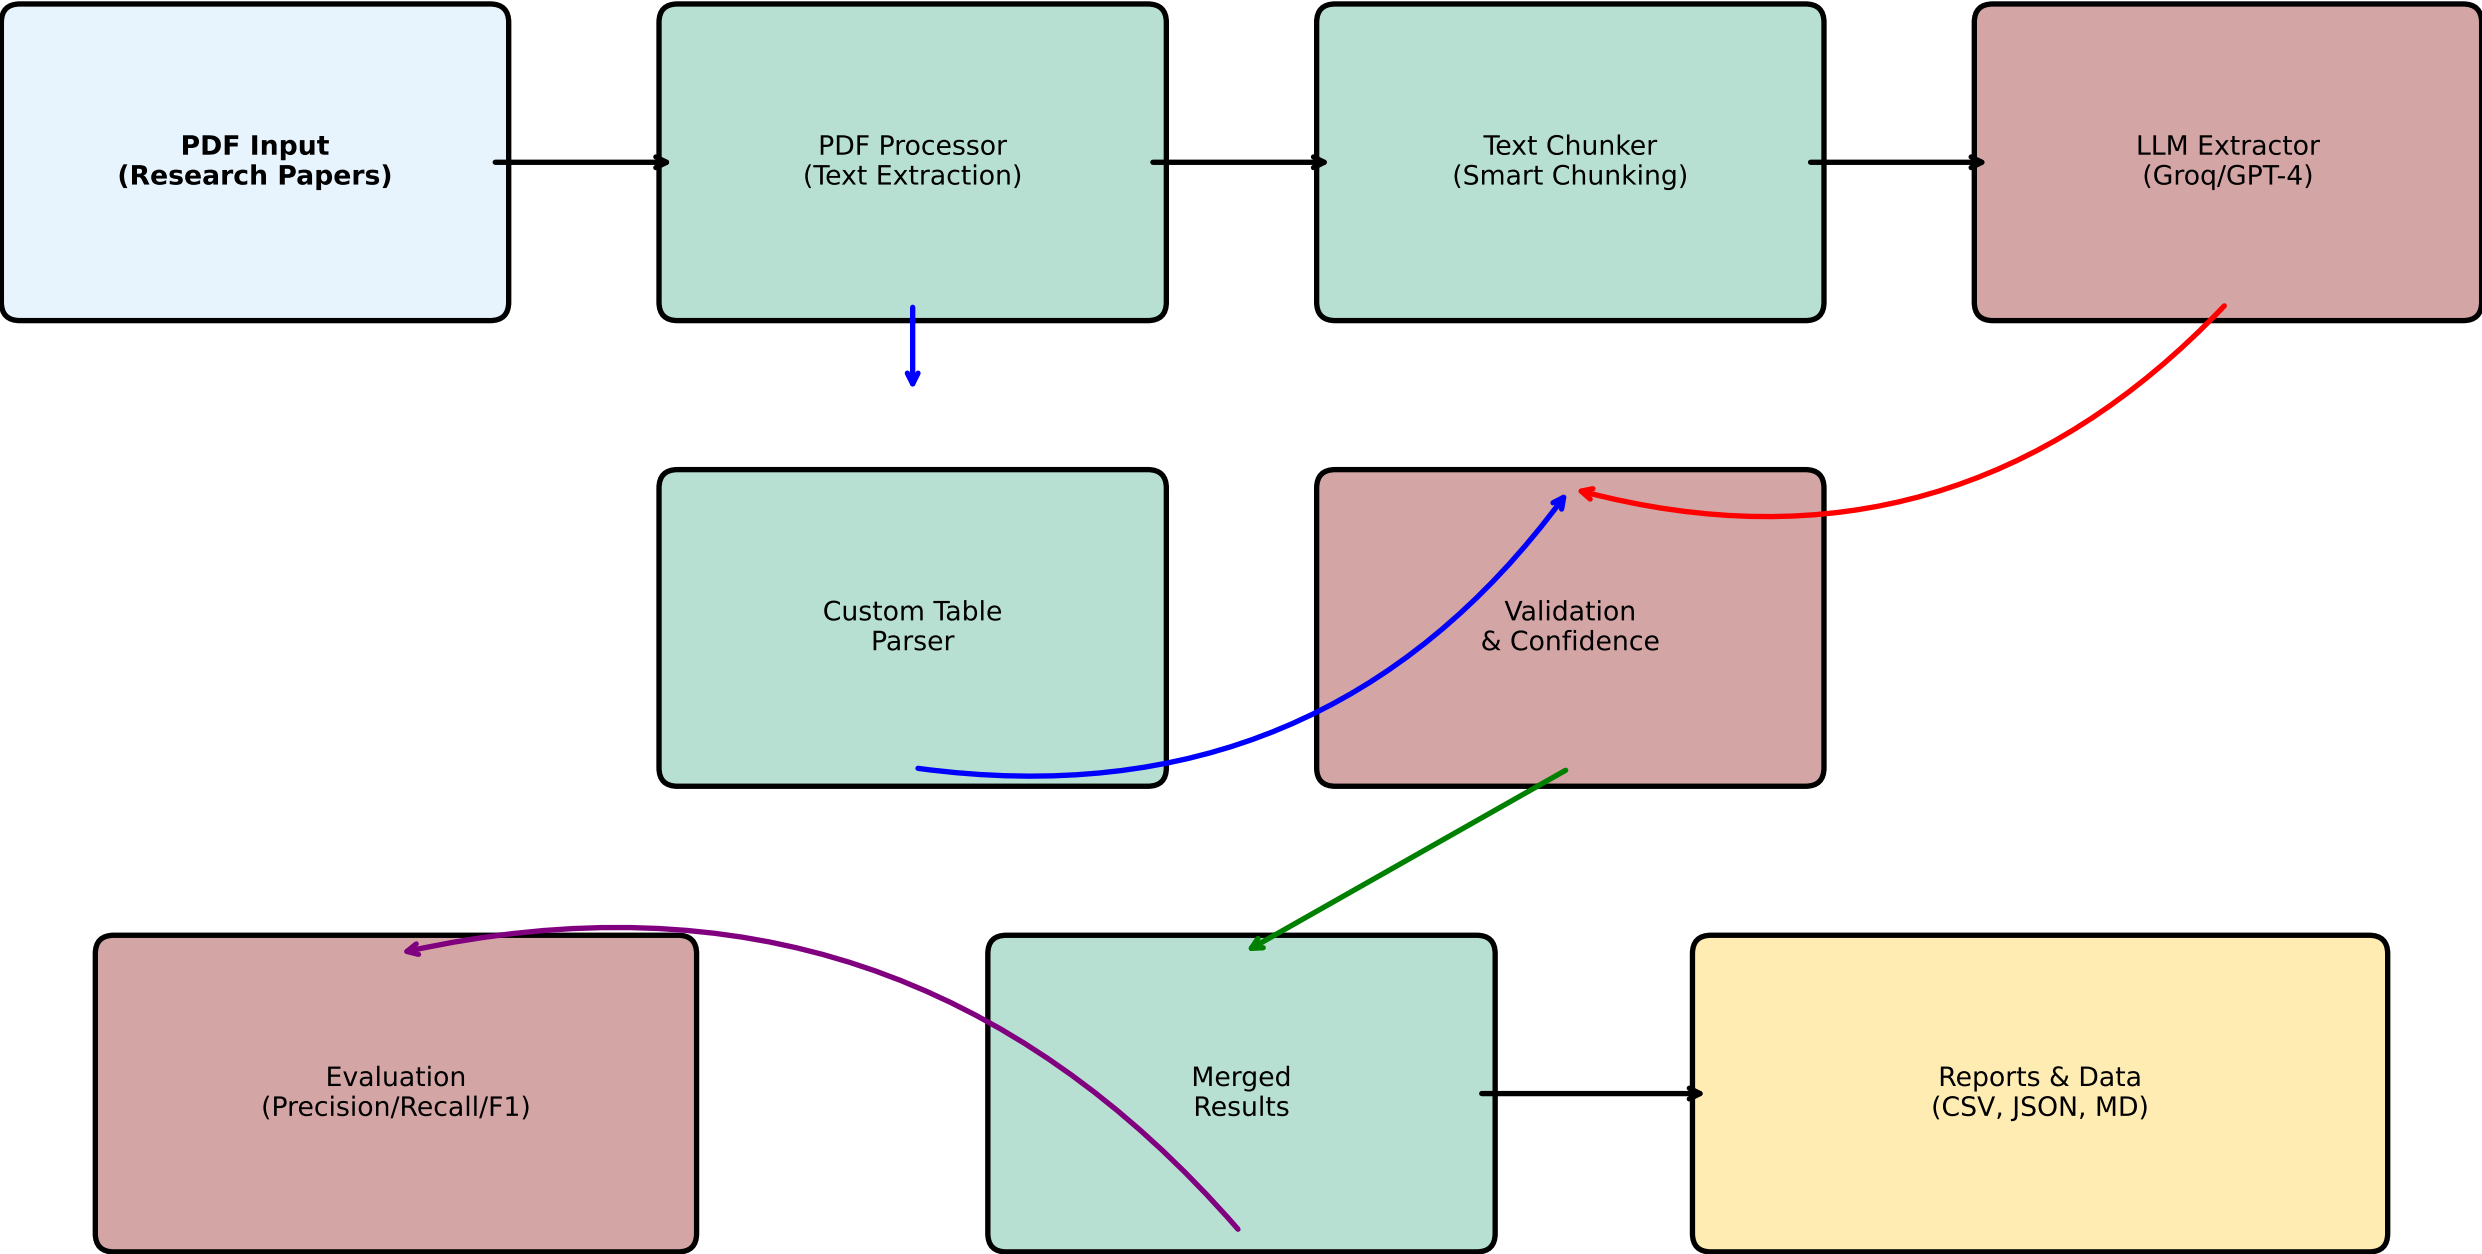 PDF Input
(Research Papers)
PDF Processor
(Text Extraction)
Text Chunker
(Smart Chunking)
LLM Extractor
(Groq/GPT-4)
Custom Table
Parser
Validation
& Confidence
Evaluation
(Precision/Recall/F1)
Merged
Results
Reports & Data
(CSV, JSON, MD)